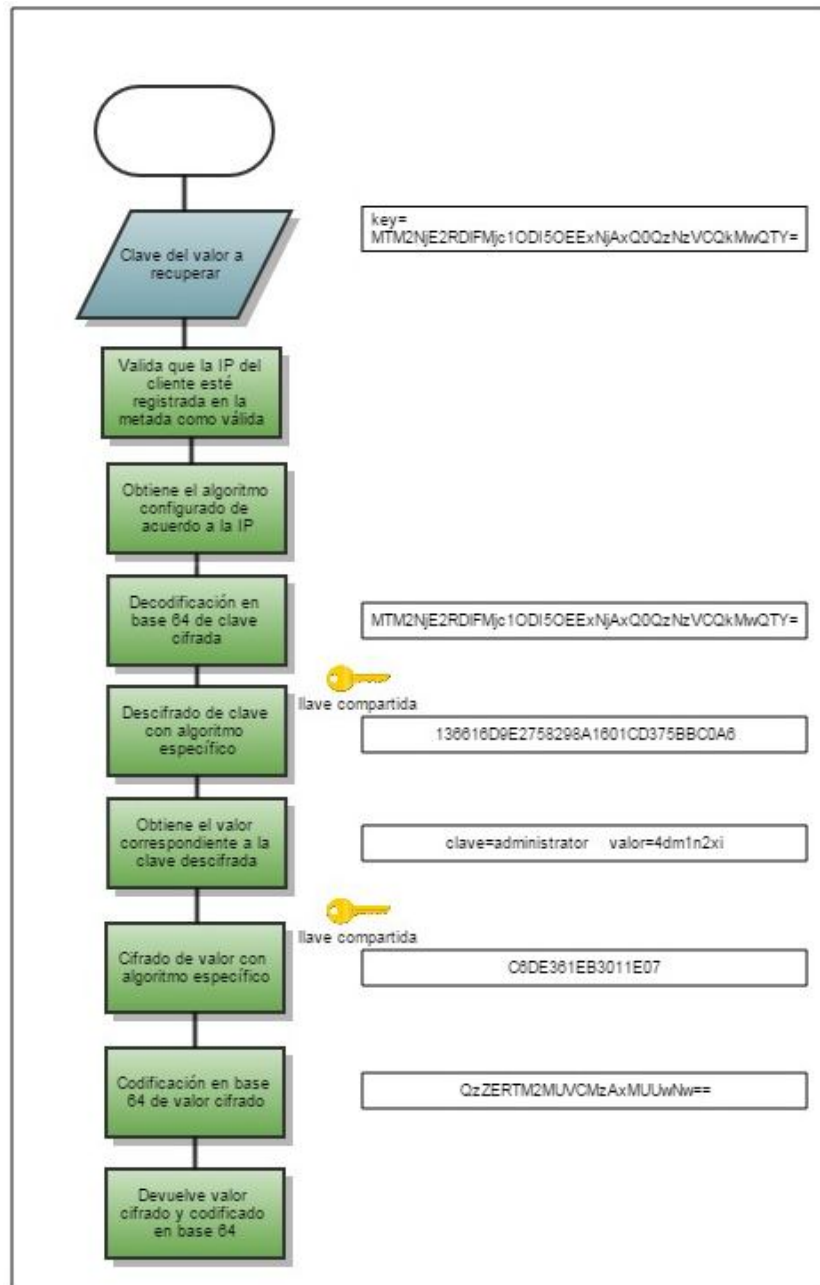 key=
MTM2NjE2RDlFMjc1ODI5OEExNjAxQ0QzNzVCQkMwQTY=
Clave del valor a
recuperar
Valida que la IP del
cliente esté
registrada en la
metada como válida
Obtiene el algoritmo
configurado de
acuerdo a la IP
Decodificación en
base 64 de clave
cifrada
MTM2NjE2RDlFMjc1ODI5OEExNjAxQ0QzNzVCQkMwQTY=
llave compartida
Descifrado de clave
con algoritmo
específico
136616D9E2758298A1601CD375BBC0A6
Obtiene el valor
correspondiente a la
clave descifrada
clave=administrator valor=4dm1n2xi
llave compartida
Cifrado de valor con
algoritmo específico
C6DE361EB3011E07
Codificación en base
64 de valor cifrado
QzZERTM2MUVCMzAxMUUwNw==
Devuelve valor
cifrado y codificado
en base 64